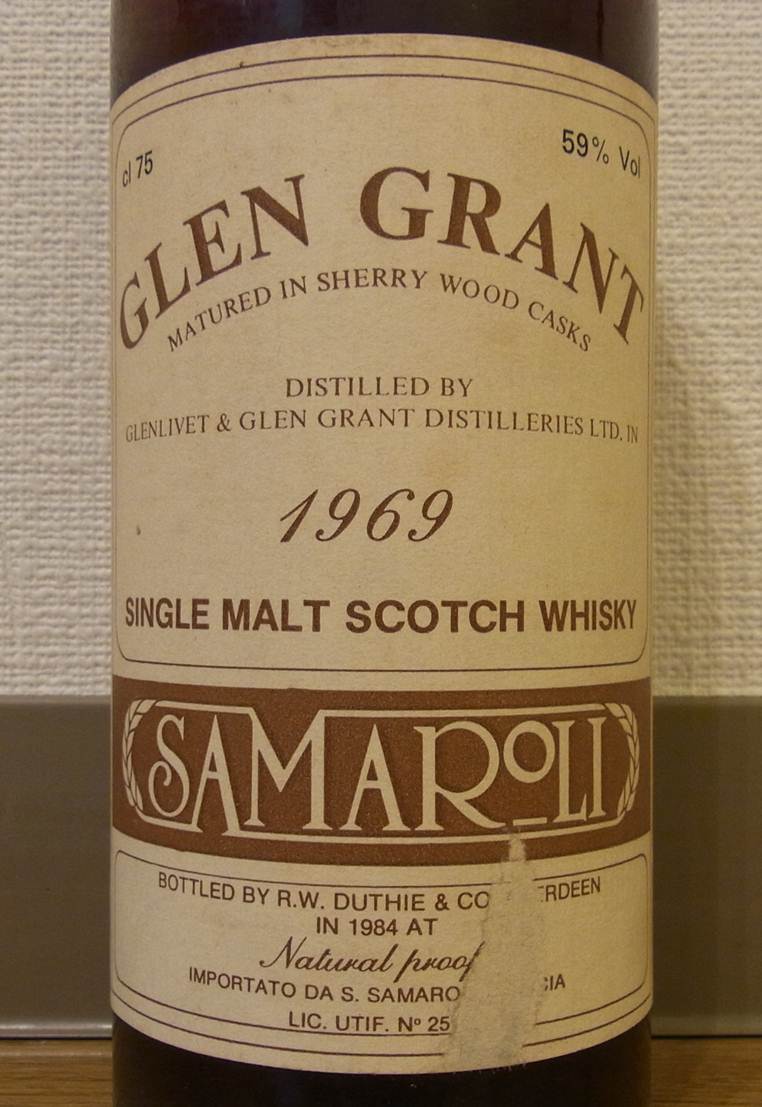 cl 75
59% Vol
GLEN GRANT
MATURED IN SHERRY WOOD CASKS
DISTILLED BY
GLENLIVET & GLEN GRANT DISTILLERIES LTD. IN
1969
SINGLE MALT SCOTCH WHISKY
SAMAROLI
BOTTLED BY R.W. DUTHIE & CO
IN 1984 AT
Natural proof
IMPORTATO DA S.
LIC. UTIF. Nº 25